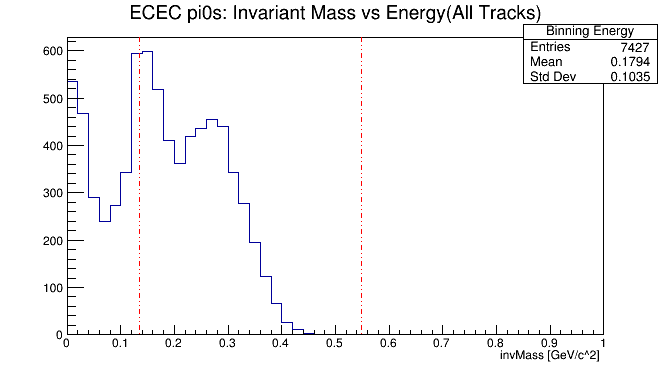 ECEC pi0s: Invariant Mass vs Energy(All Tracks)
Binning Energy
Entries 7427
Mean 0.1794
Std Dev 0.1035
600
500
400
300
200
100
0
0 0.1 0.2 0.3 0.4 0.5 0.6 0.7 0.8 0.9 1
invMass [GeV/c^2]